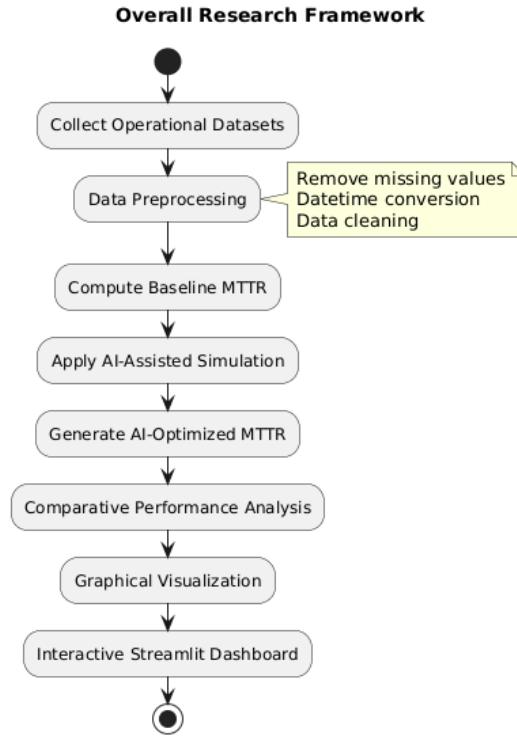 Overall Research Framework
Collect Operational Datasets
Data Preprocessing
Remove missing values
Datetime conversion
Data cleaning
Compute Baseline MTTR
Apply AI-Assisted Simulation
Generate AI-Optimized MTTR
Comparative Performance Analysis
Graphical Visualization
Interactive Streamlit Dashboard